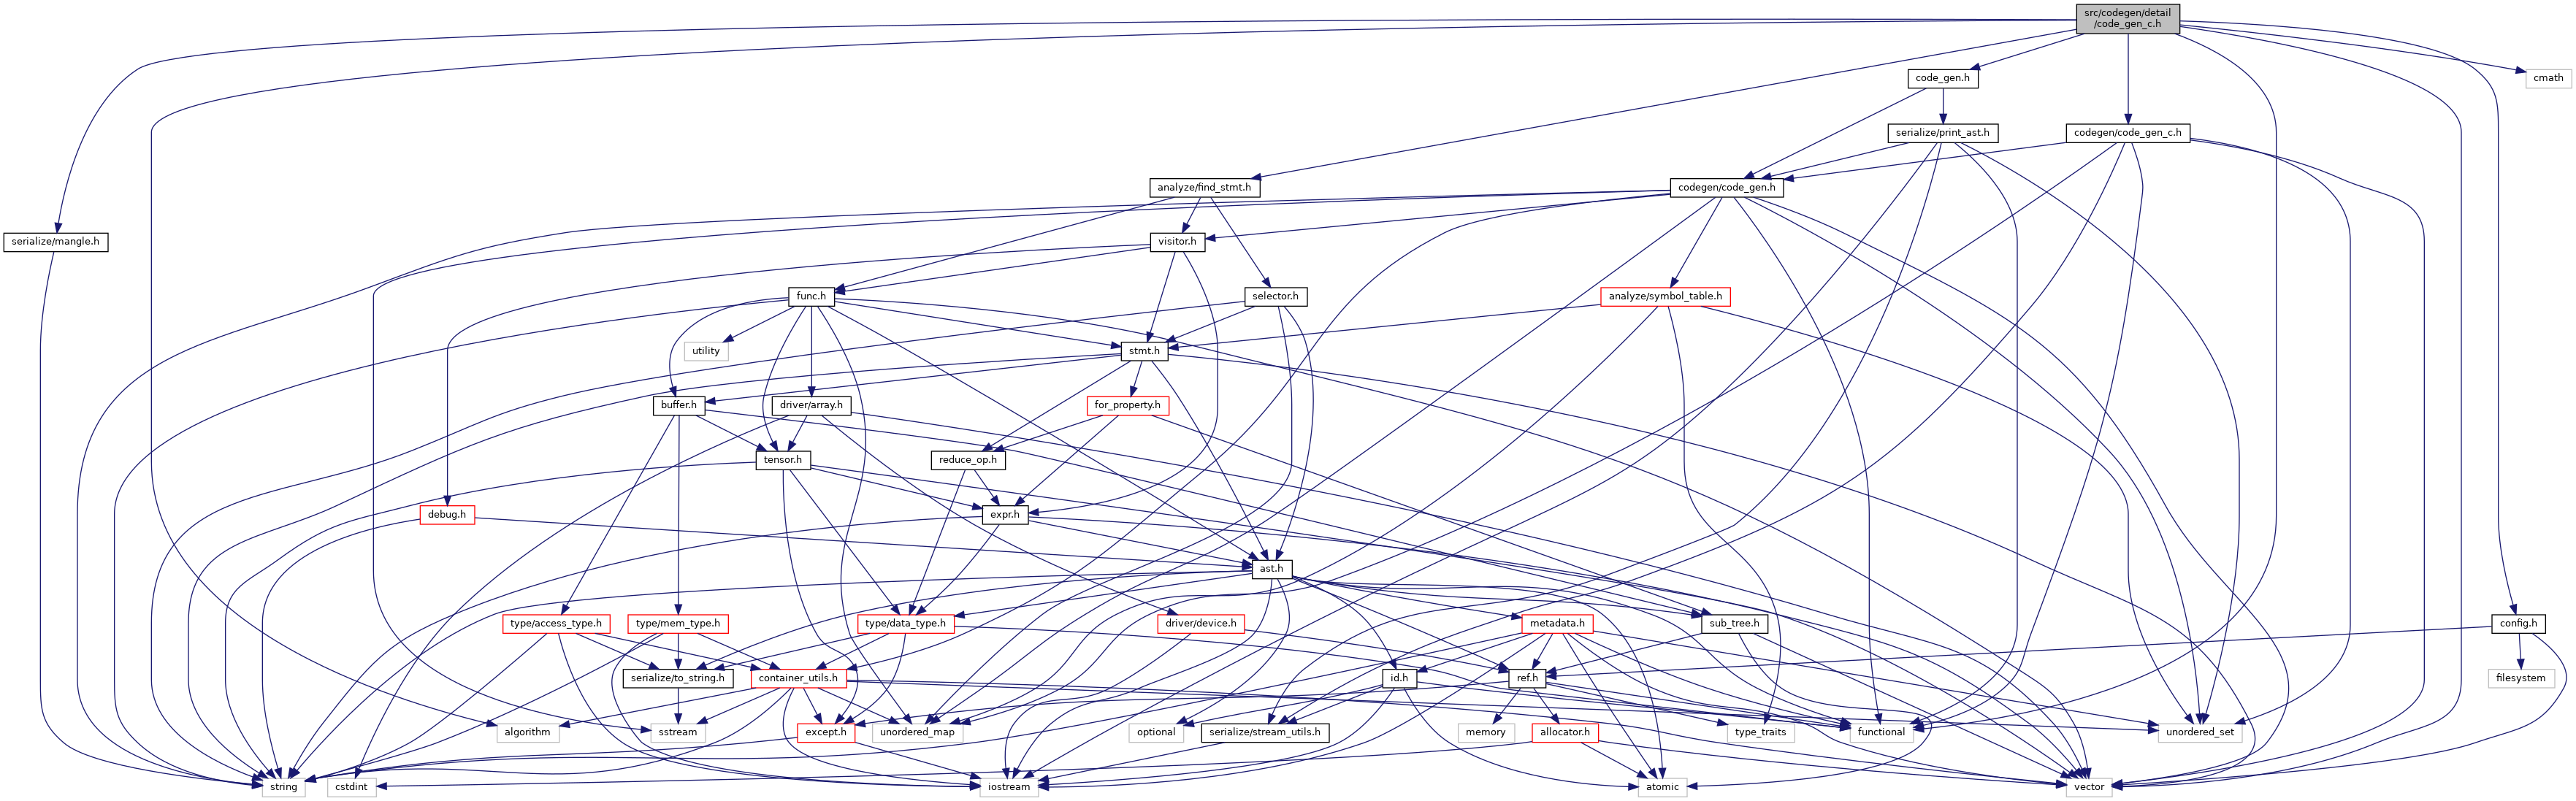 src/codegen/detail
/code_gen_c.h
code_gen.h
cmath
serialize/print_ast.h
codegen/code_gen_c.h
analyze/find_stmt.h
codegen/code_gen.h
serialize/mangle.h
visitor.h
func.h
selector.h
analyze/symbol_table.h
utility
stmt.h
buffer.h
driver/array.h
for_property.h
tensor.h
reduce_op.h
debug.h
expr.h
ast.h
type/access_type.h
type/mem_type.h
type/data_type.h
driver/device.h
metadata.h
sub_tree.h
config.h
serialize/to_string.h
container_utils.h
id.h
ref.h
filesystem
algorithm
sstream
except.h
unordered_map
optional
serialize/stream_utils.h
memory
allocator.h
type_traits
functional
unordered_set
string
cstdint
iostream
atomic
vector